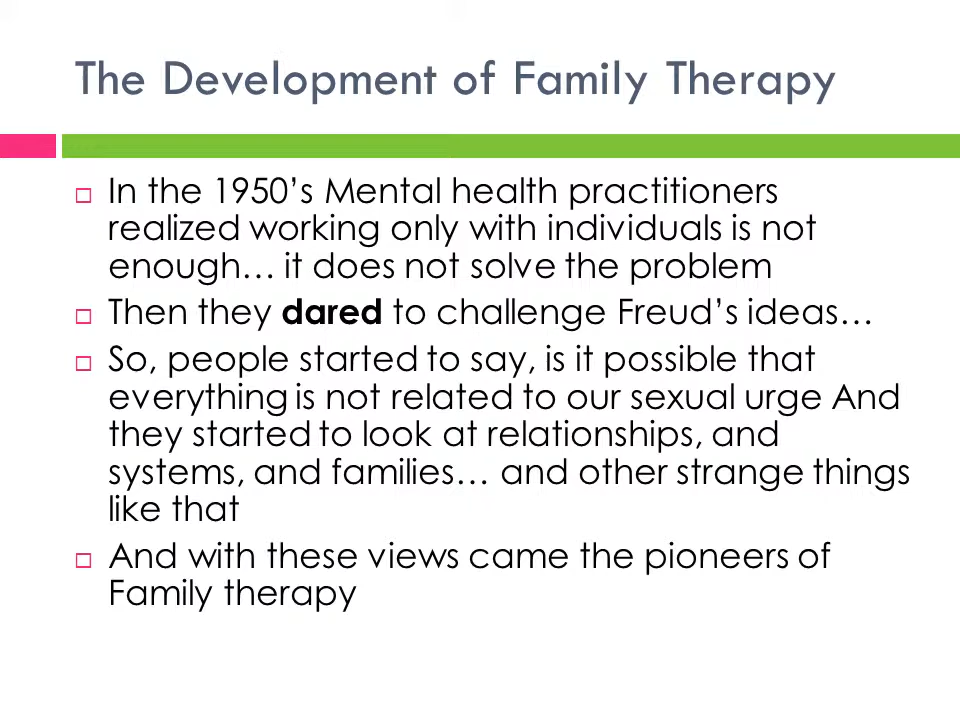 The Development of Family Therapy
In the 1950’s Mental health practitioners
realized working only with individuals is not
enough… it does not solve the problem
Then they dared to challenge Freud’s ideas…
So, people started to say, is it possible that
everything is not related to our sexual urge And
they started to look at relationships, and
systems, and families… and other strange things
like that
And with these views came the pioneers of
Family therapy